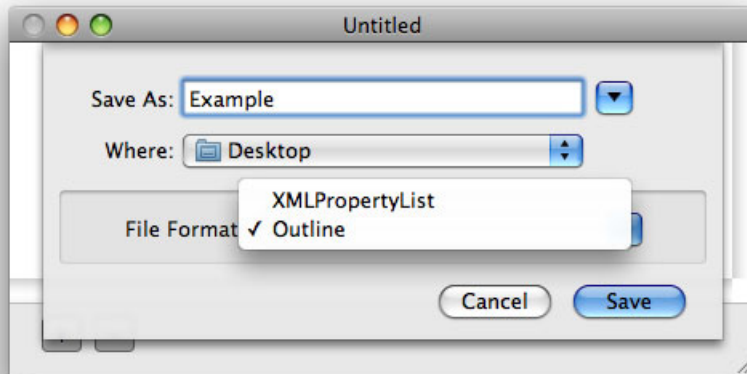 Untitled
Save As: Example
Where: Desktop
XMLPropertyList
File Format ✓ Outline
Cancel Save